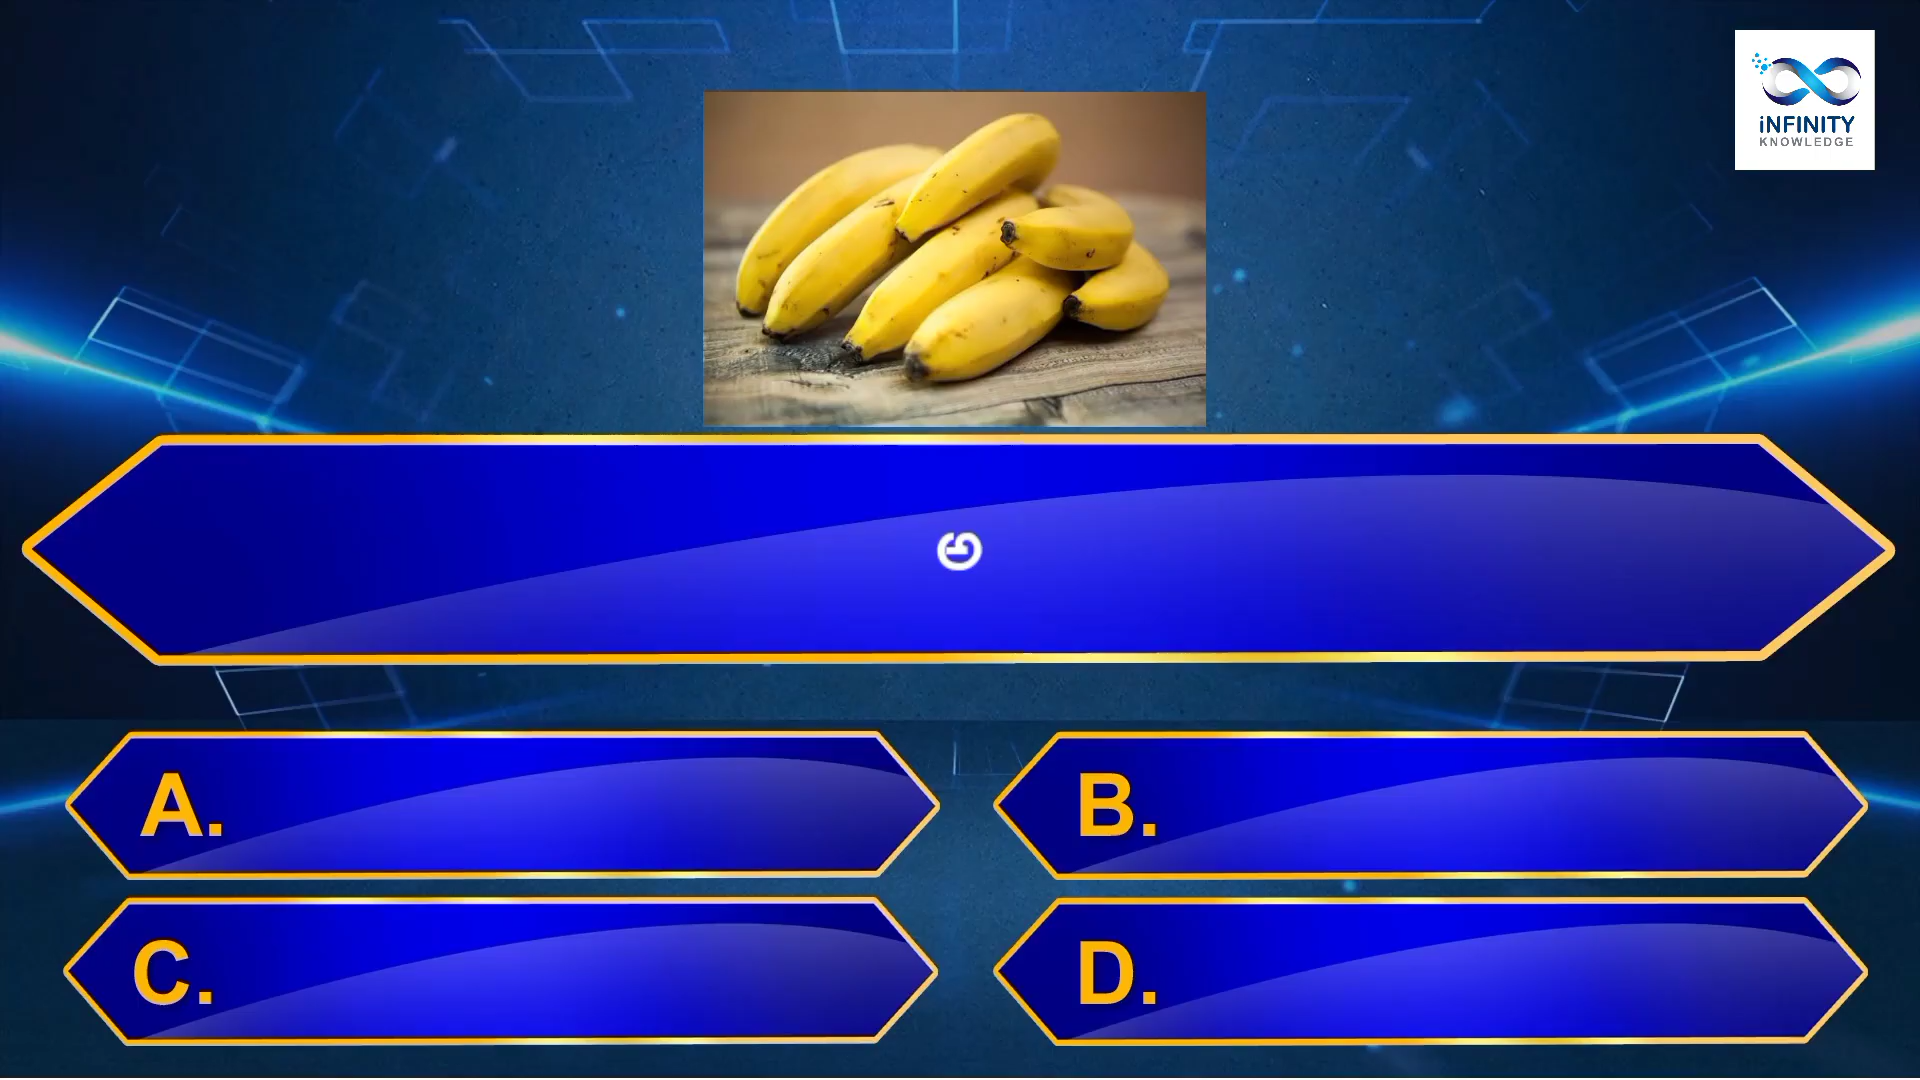 iNFINITY
KNOWLEDGE
A.
B.
C.
D.